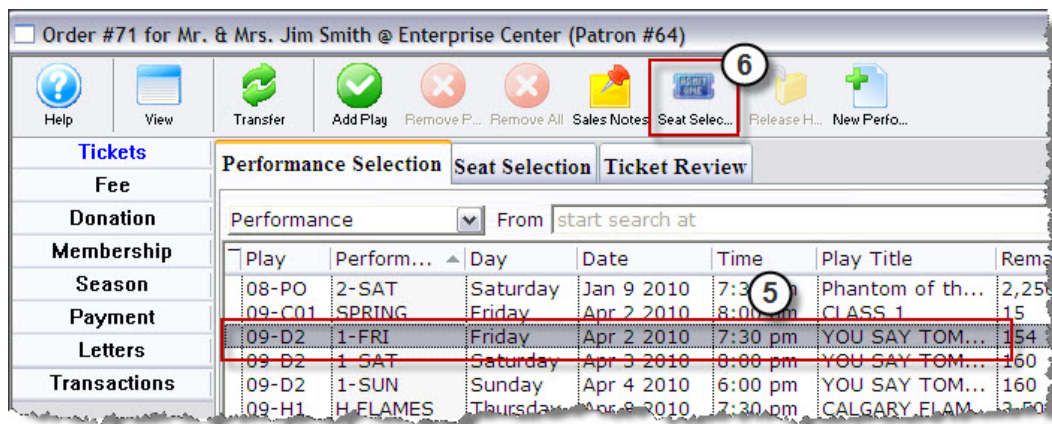 Order #71 for Mr. & Mrs. Jim Smith @ Enterprise Center (Patron #64)
6
ADMIT ONE
Help View Transfer Add Play Remove P... Remove All Sales Notes Seat Selec... Release H... New Perfo...
Tickets
Fee
Donation
Membership
Season
Payment
Letters
Transactions
Performance Selection Seat Selection Ticket Review
Performance From start search at
Play Perform... Day Date Time Play Title Rema
5
08-PO 2-SAT Saturday Jan 9 2010 Phantom of th...
09-C01 SPRING Friday Apr 2 2010 8:00 pm CLASS 1 15
09-D2 1-FRI Friday Apr 2 2010 7:30 pm YOU SAY TOM... 154
09-D2 1-SAT Saturday Apr 3 2010 8:00 pm YOU SAY TOM... 160
09-D2 1-SUN Sunday Apr 4 2010 6:00 pm YOU SAY TOM... 160
09-H1 H-FLAMES Thursday Apr 8 2010 7:30 pm CALGARY FLAM...